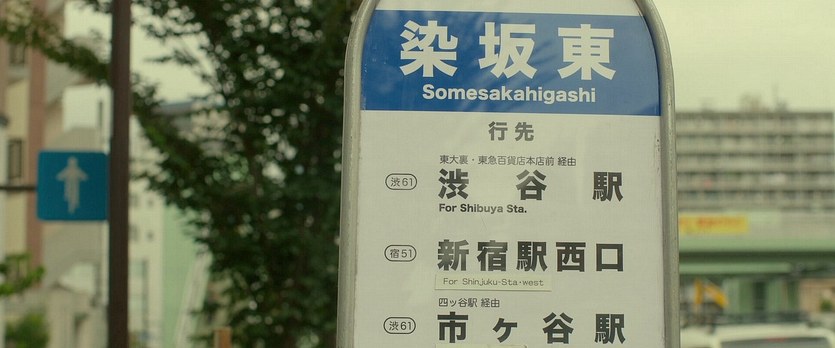 染坂東
Somesakahigashi
行先
東大裏・東急百貨店本店前 経由
渋61 渋谷駅
For Shibuya Sta.
宿51 新宿駅西口
For Shinjuku-Sta-west
四ッ谷駅 経由
渋61 市ヶ谷駅